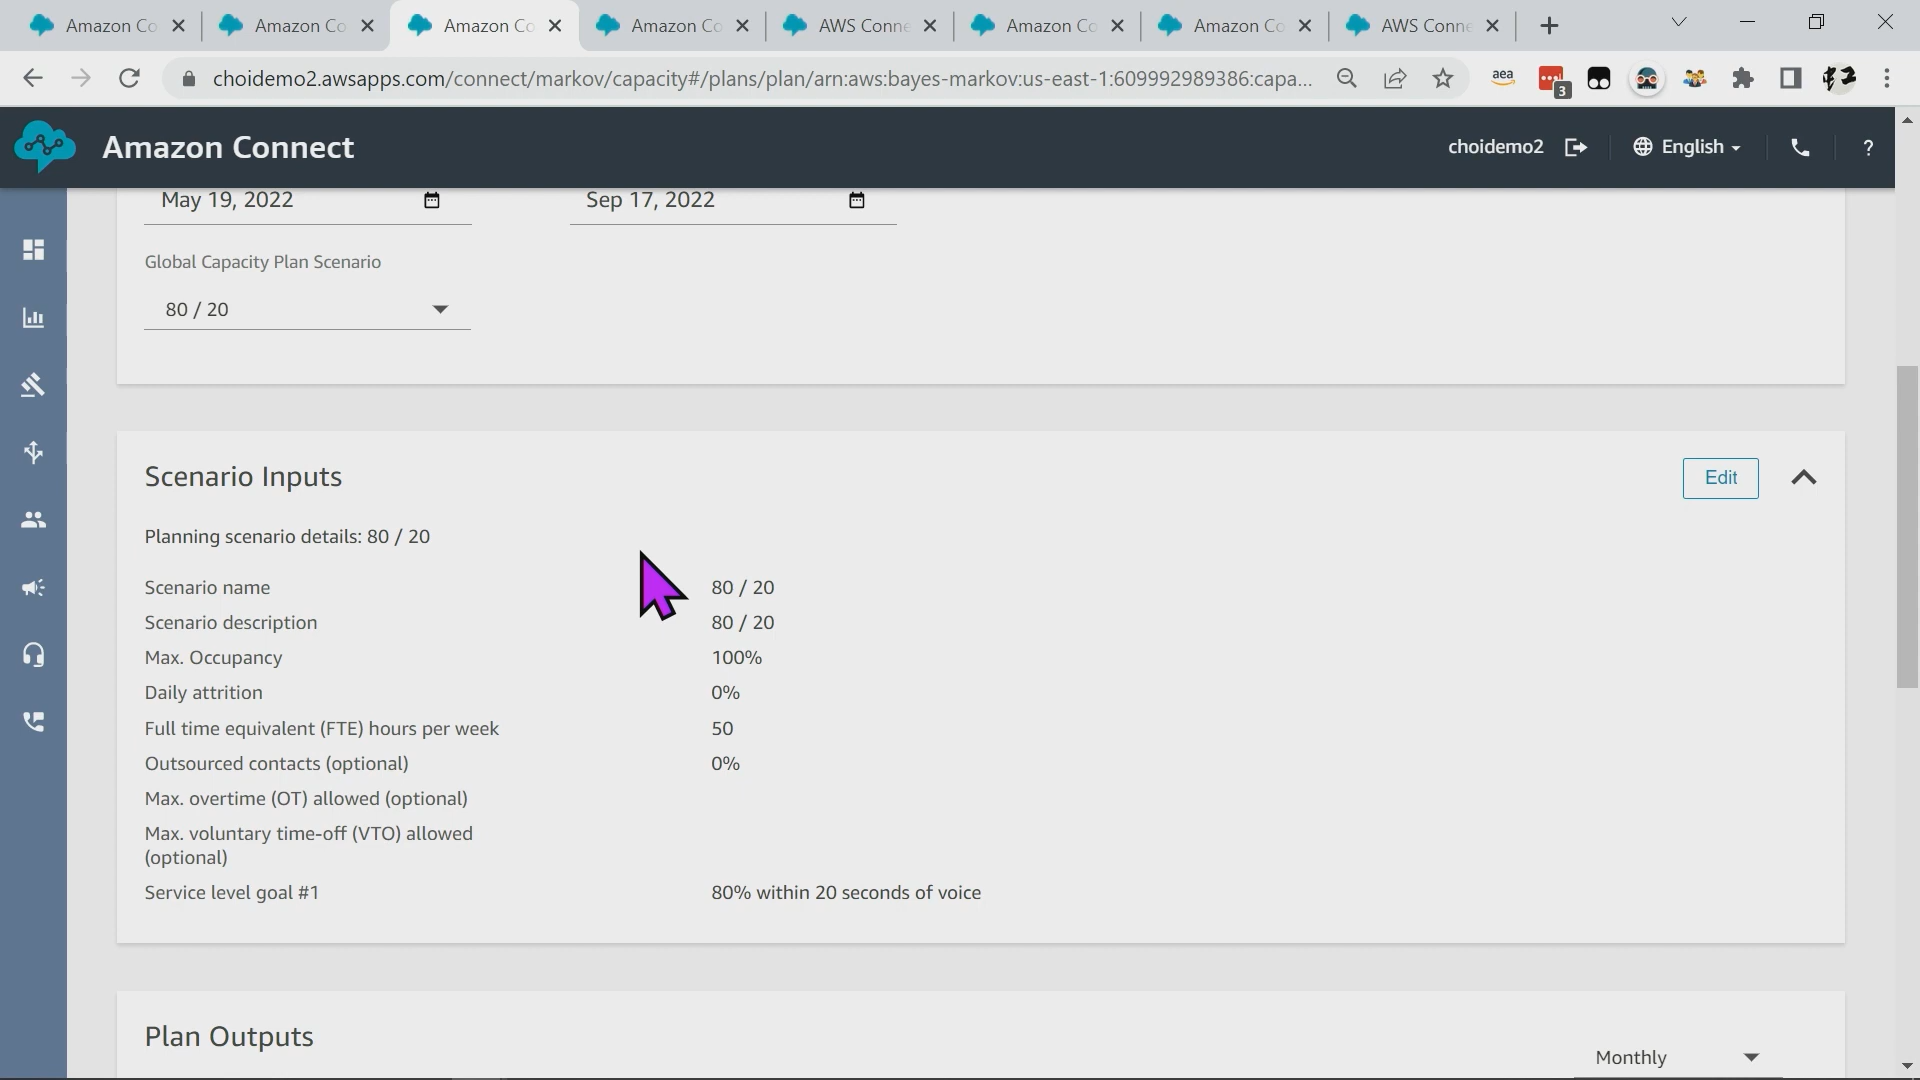 Amazon Co
Amazon Co
Amazon Co
Amazon Co
AWS Conne
Amazon Co
Amazon Co
AWS Conne
choidemo2.awsapps.com/connect/markov/capacity#/plans/plan/arn:aws:bayes-markov:us-east-1:609992989386:capa...
aea
3
Amazon Connect
choidemo2
English
?
May 19, 2022
Sep 17, 2022
Global Capacity Plan Scenario
80 / 20
Scenario Inputs
Edit
Planning scenario details: 80 / 20
Scenario name 80 / 20
Scenario description 80 / 20
Max. Occupancy 100%
Daily attrition 0%
Full time equivalent (FTE) hours per week 50
Outsourced contacts (optional) 0%
Max. overtime (OT) allowed (optional)
Max. voluntary time-off (VTO) allowed
(optional)
Service level goal #1 80% within 20 seconds of voice
Plan Outputs
Monthly